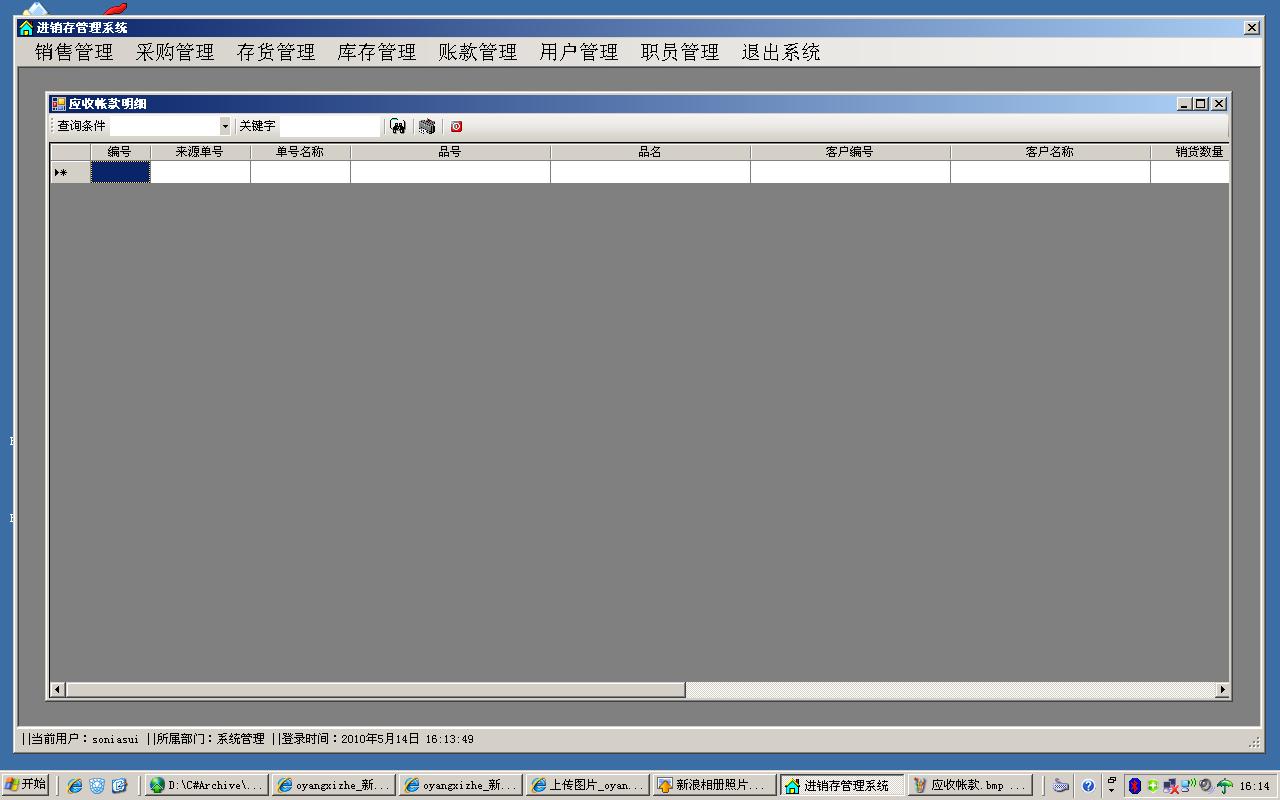 进销存管理系统
销售管理 采购管理 存货管理 库存管理 账款管理 用户管理 职员管理 退出系统
应收帐款明细
查询条件 关键字
编号 来源单号 单号名称 品号 品名 客户编号 客户名称 销货数量
||当前用户：soniasui ||所属部门：系统管理 ||登录时间：2010年5月14日 16:13:49
开始 D:\C#Archive\... oyangxizhe_新... oyangxizhe_新... 上传图片_oyan... 新浪相册照片... 进销存管理系统 应收帐款.bmp ... 16:14